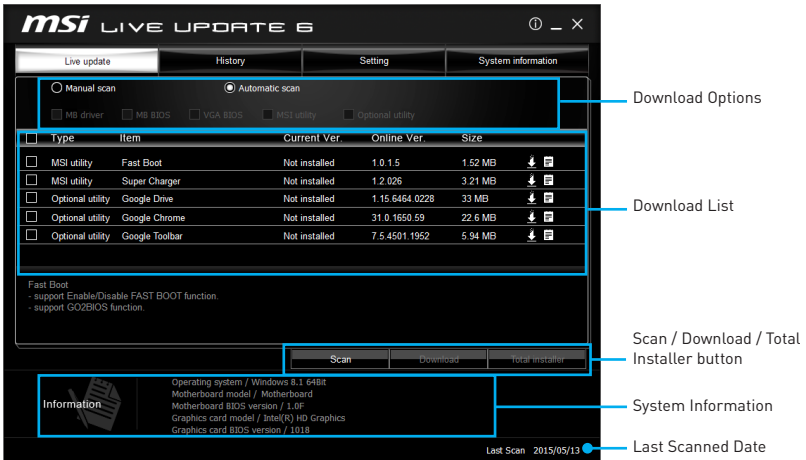 msi LIVE UPDATE 6
Live update History Setting System information
Manual scan Automatic scan
MB driver MB BIOS VGA BIOS MSI utility Optional utility
Download Options
Type Item Current Ver. Online Ver. Size
MSI utility Fast Boot Not installed 1.0.1.5 1.52 MB
MSI utility Super Charger Not installed 1.2.026 3.21 MB
Optional utility Google Drive Not installed 1.15.6464.0228 33 MB
Optional utility Google Chrome Not installed 31.0.1650.59 22.6 MB
Optional utility Google Toolbar Not installed 7.5.4501.1952 5.94 MB
Download List
Fast Boot
- support Enable/Disable FAST BOOT function.
- support GO2BIOS function.
Scan Download Total Installer
Scan / Download / Total
Installer button
Information
Operating system / Windows 8.1 64Bit
Motherboard model / Motherboard
Motherboard BIOS version / 1.0F
Graphics card model / Intel(R) HD Graphics
Graphics card BIOS version / 1018
System Information
Last Scan 2015/05/13
Last Scanned Date